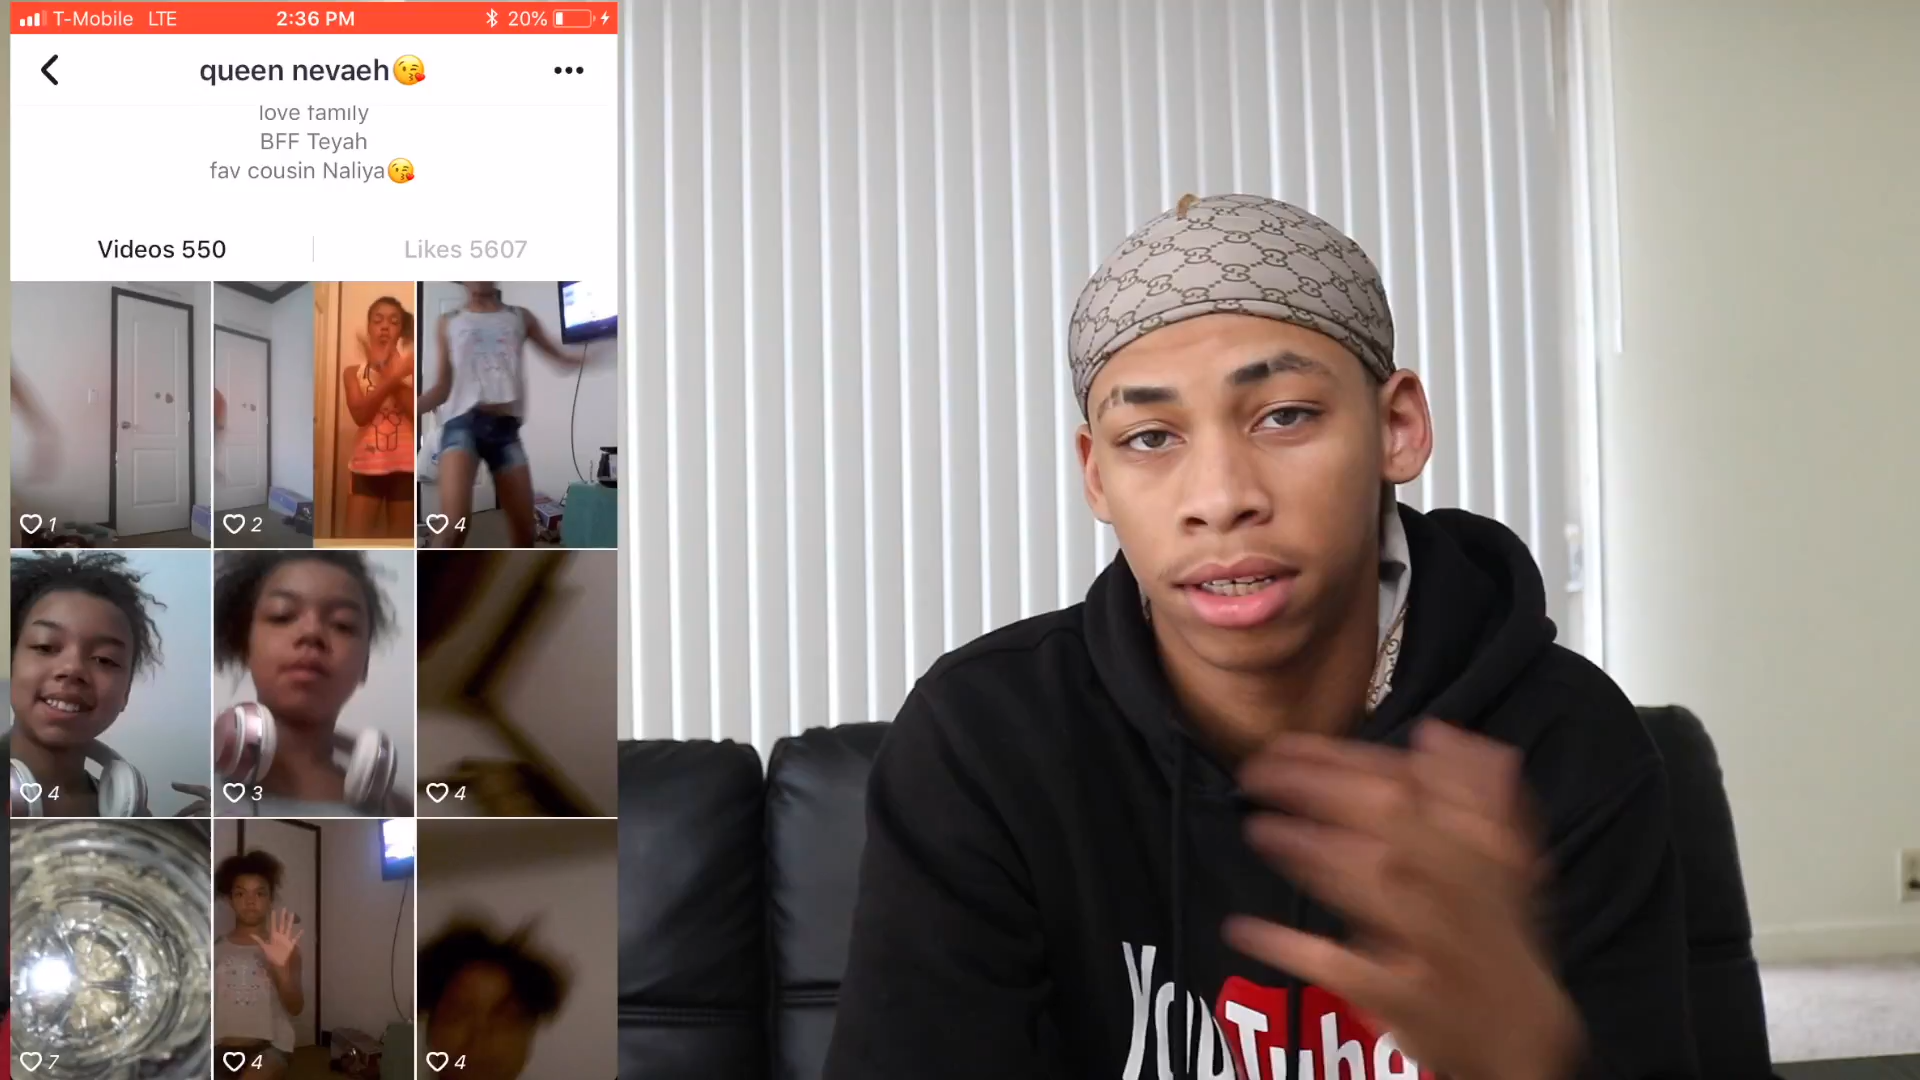 T-Mobile LTE 2:36 PM 20%
queen nevaeh😘
love family
BFF Teyah
fav cousin Naliya😘
Videos 550
Likes 5607
1
2
4
4
3
4
7
4
4
YouTube